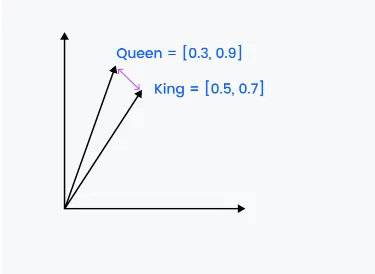 Queen = [0.3, 0.9]
King = [0.5, 0.7]